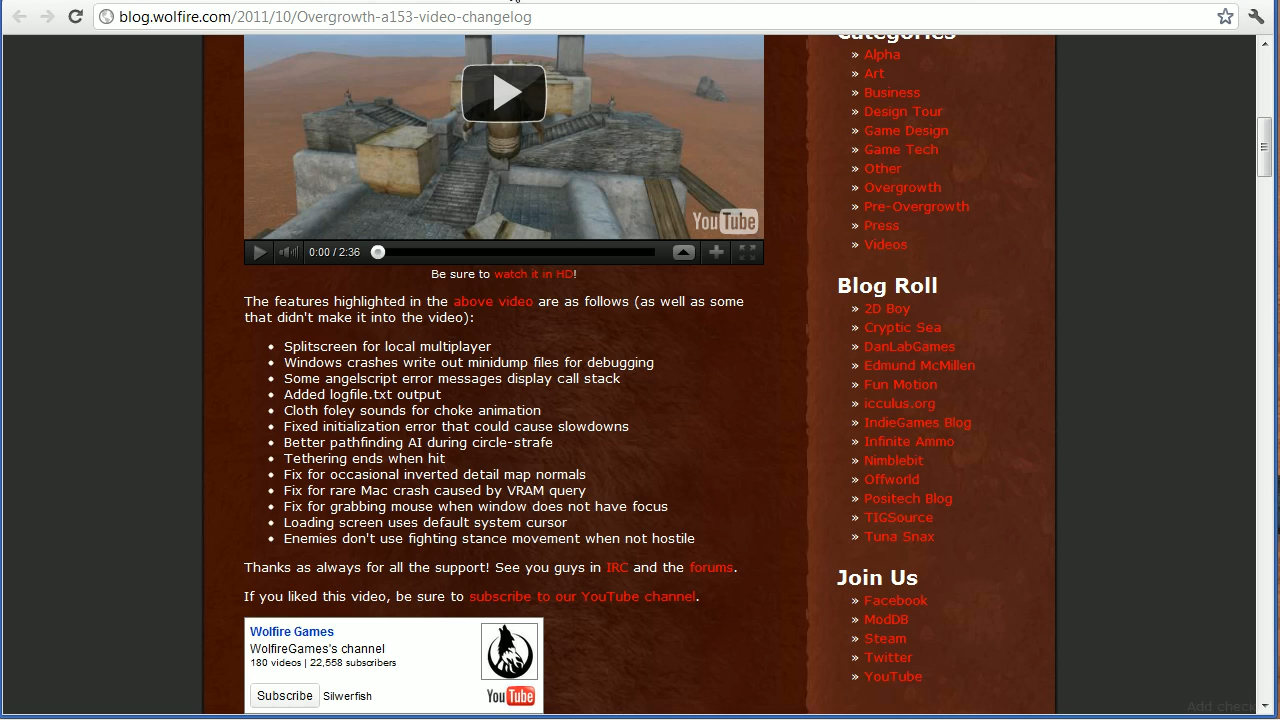 blog.wolfire.com/2011/10/Overgrowth-a153-video-changelog
YouTube
0:00 / 2:36
Be sure to watch it in HD!
The features highlighted in the above video are as follows (as well as some
that didn't make it into the video):
• Splitscreen for local multiplayer
• Windows crashes write out minidump files for debugging
• Some angelscript error messages display call stack
• Added logfile.txt output
• Cloth foley sounds for choke animation
• Fixed initialization error that could cause slowdowns
• Better pathfinding AI during circle-strafe
• Tethering ends when hit
• Fix for occasional inverted detail map normals
• Fix for rare Mac crash caused by VRAM query
• Fix for grabbing mouse when window does not have focus
• Loading screen uses default system cursor
• Enemies don't use fighting stance movement when not hostile
Thanks as always for all the support! See you guys in IRC and the forums.
If you liked this video, be sure to subscribe to our YouTube channel.
Wolfire Games
WolfireGames's channel
180 videos | 22,558 subscribers
Subscribe Silwerfish
YouTube
Categories
» Alpha
» Art
» Business
» Design Tour
» Game Design
» Game Tech
» Other
» Overgrowth
» Pre-Overgrowth
» Press
» Videos
Blog Roll
» 2D Boy
» Cryptic Sea
» DanLabGames
» Edmund McMillen
» Fun Motion
» icculus.org
» IndieGames Blog
» Infinite Ammo
» Nimblebit
» Offworld
» Positech Blog
» TIGSource
» Tuna Snax
Join Us
» Facebook
» ModDB
» Steam
» Twitter
» YouTube
Add check